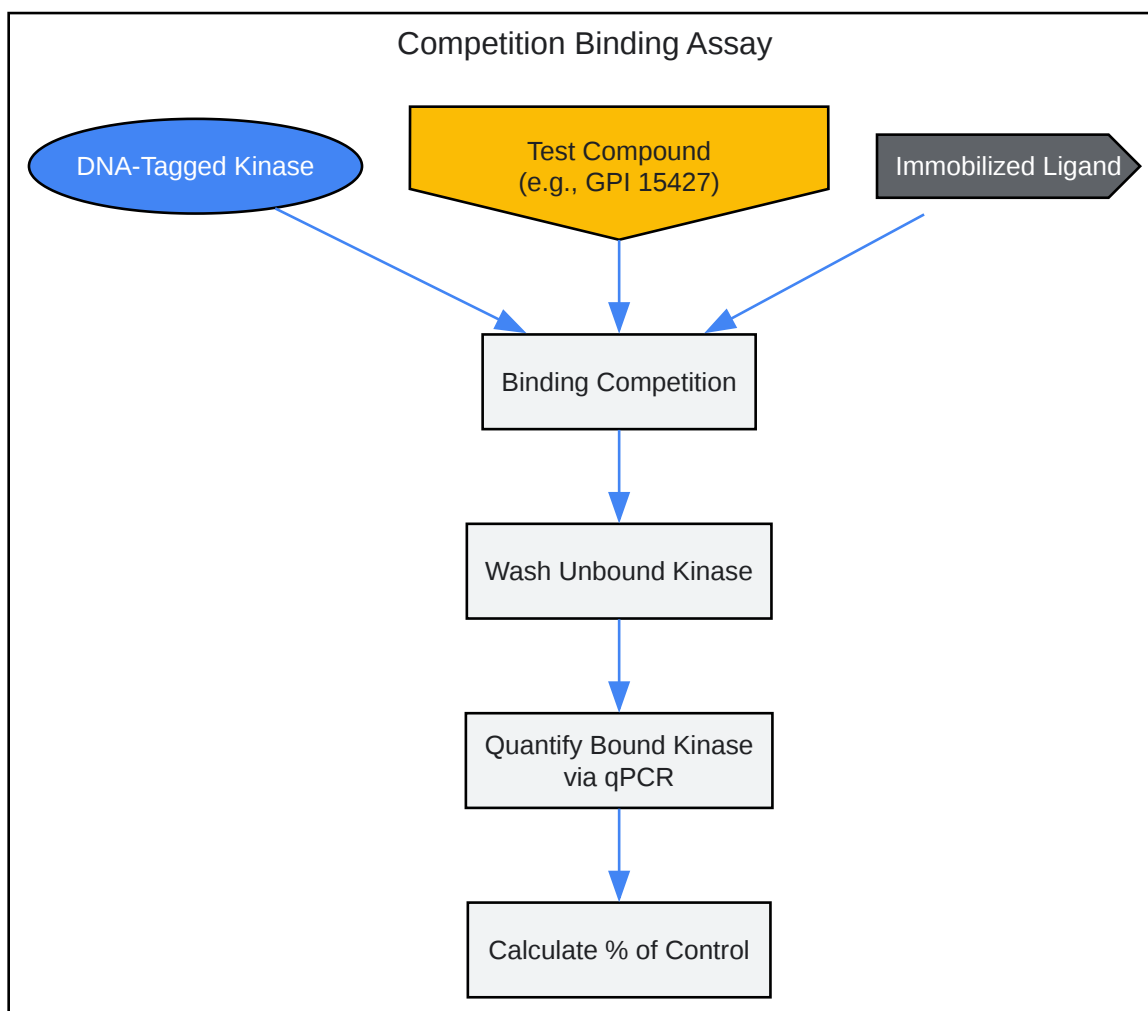 Competition Binding Assay
DNA-Tagged Kinase
Test Compound
(e.g., GPI 15427)
Immobilized Ligand
Binding Competition
Wash Unbound Kinase
Quantify Bound Kinase
via qPCR
Calculate % of Control